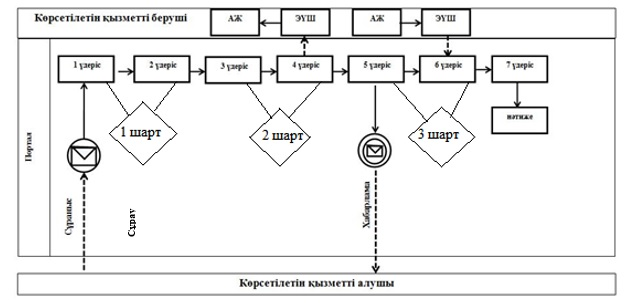 Көрсетілетін қызметті беруші
АЖ
ЭҮШ
АЖ
ЭҮШ
1 үдеріс
2 үдеріс
3 үдеріс
4 үдеріс
5 үдеріс
6 үдеріс
7 үдеріс
1 шарт
2 шарт
3 шарт
нәтиже
Портал
Сұраныс
Сұрау
Хабарлама
Көрсетілетін қызметті алушы